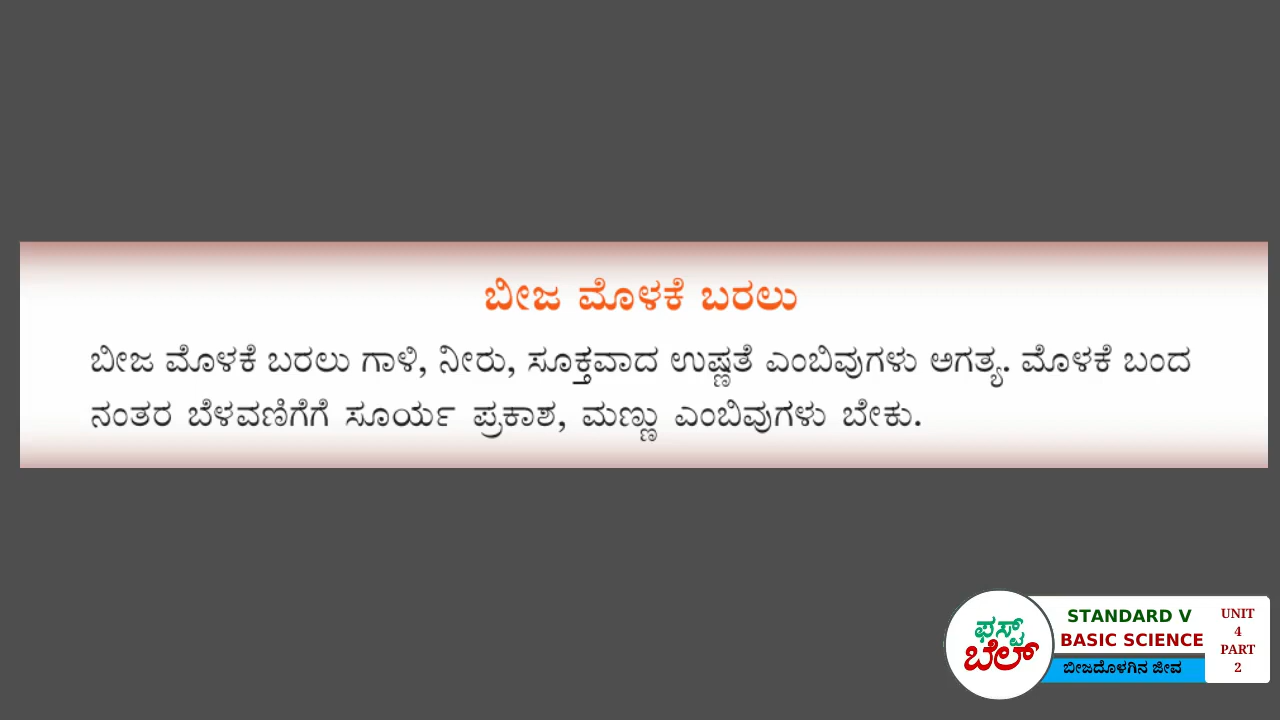 ಬೀಜ ಮೊಳಕೆ ಬರಲು
ಬೀಜ ಮೊಳಕೆ ಬರಲು ಗಾಳಿ, ನೀರು, ಸೂಕ್ತವಾದ ಉಷ್ಣತೆ ಎಂಬಿವುಗಳು ಅಗತ್ಯ. ಮೊಳಕೆ ಬಂದ
ನಂತರ ಬೆಳವಣಿಗೆಗೆ ಸೂರ್ಯ ಪ್ರಕಾಶ, ಮಣ್ಣು ಎಂಬಿವುಗಳು ಬೇಕು.
ಫಸ್ಟ್
ಬೆಲ್
STANDARD V
BASIC SCIENCE
ಬೀಜದೊಳಗಿನ ಜೀವ
UNIT
4
PART
2